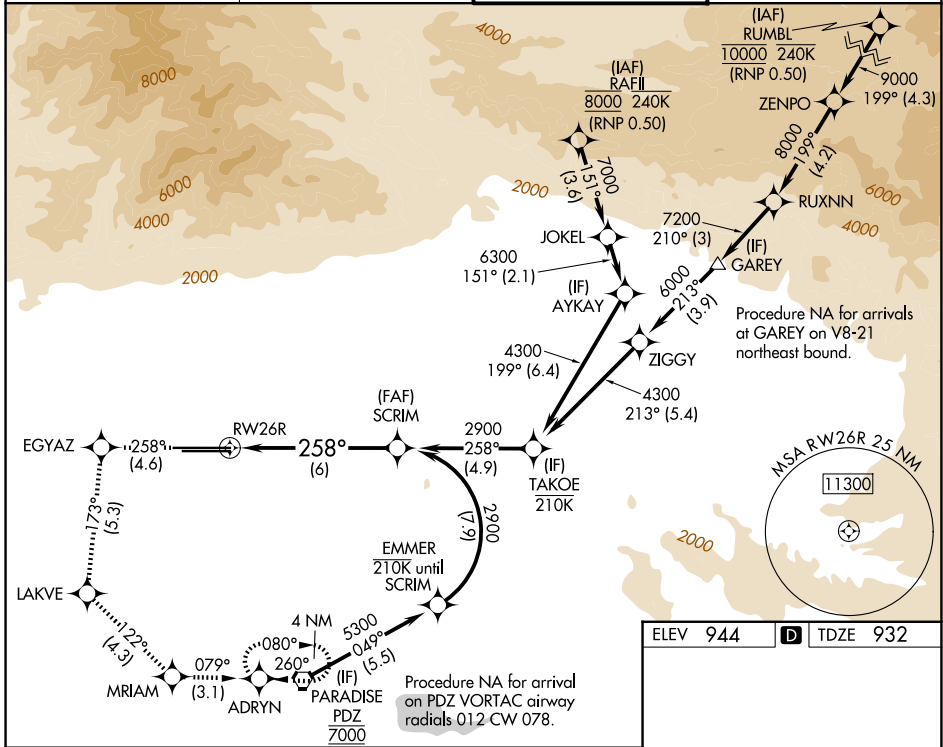 (IAF)
RUMBL
10000 240K
(RNP 0.50)
9000
199° (4.3)
ZENPO
8000
199°
(4.2)
RUXNN
7200
210° (3)
(IF)
GAREY
6000
213°
(3.9)
ZIGGY
4300
213° (5.4)
Procedure NA for arrivals
at GAREY on V8-21
northeast bound.
(IAF)
RAFII
8000 240K
(RNP 0.50)
7000
151°
(3.6)
JOKEL
6300
151° (2.1)
(IF)
AYKAY
4300
199° (6.4)
4000
8000
6000
4000
2000
2000
6000
4000
2000
(FAF)
SCRIM
2900
258°
(4.9)
(IF)
TAKOE
210K
EGYAZ
258°
(4.6)
RW26R
258°
(6)
173°
(5.3)
LAKVE
122°
(4.3)
MRIAM
079°
(3.1)
ADRYN
080°
260°
4 NM
(IF)
PARADISE
PDZ
7000
5300
049°
(5.5)
EMMER
210K until
SCRIM
2900
(7.9)
Procedure NA for arrival
on PDZ VORTAC airway
radials 012 CW 078.
MSA RW26R 25 NM
11300
ELEV 944 D TDZE 932